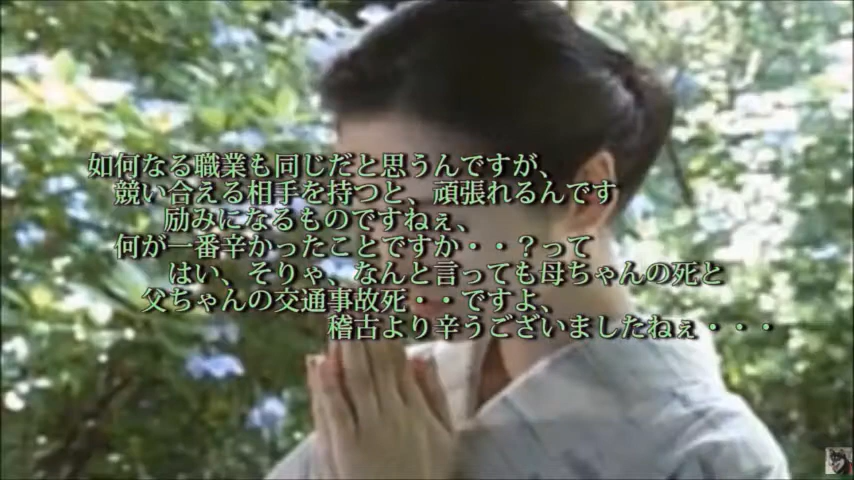 如何なる職業も同じだと思うんですが、
競い合える相手を持つと、頑張れるんです
励みになるものですねぇ、
何が一番辛かったことですか・・？って
はい、そりゃ、なんと言っても母ちゃんの死と
父ちゃんの交通事故死・・ですよ、
稽古より辛うございましたねぇ・・・